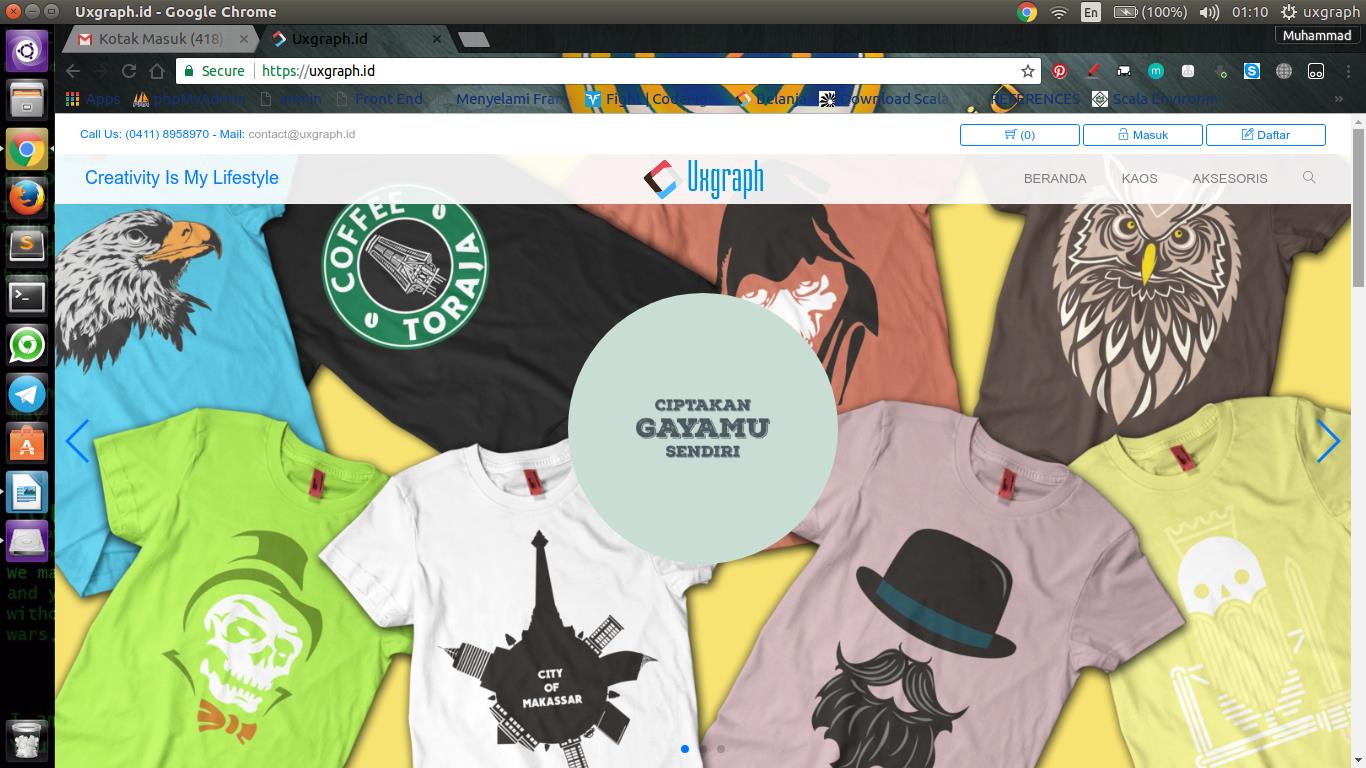 Uxgraph.id - Google Chrome
En
(100%)
01:10
uxgraph
Kotak Masuk (418)
Uxgraph.id
Muhammad
Secure
https://uxgraph.id
Apps
phpMyAdmin
admin
Front End
Menyelami Fran
Fight | CodeFights
Belanja
Download Scala
REFERENCES
Scala Environm
»
Call Us: (0411) 8958970 - Mail: contact@uxgraph.id
(0)
Masuk
Daftar
Creativity Is My Lifestyle
Uxgraph
BERANDA
KAOS
AKSESORIS
COFFEE
TORAJA
CIPTAKAN
GAYAMU
SENDIRI
CITY
OF
MAKASSAR
We ma
and y
witho
wars,